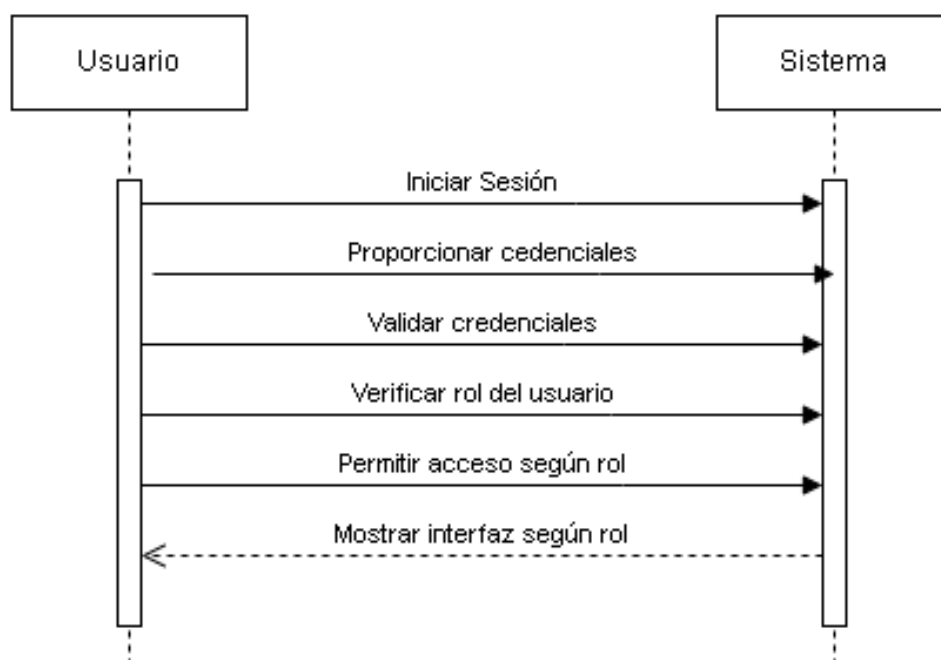 Usuario
Sistema
Iniciar Sesión
Proporcionar cedenciales
Validar credenciales
Verificar rol del usuario
Permitir acceso según rol
Mostrar interfaz según rol